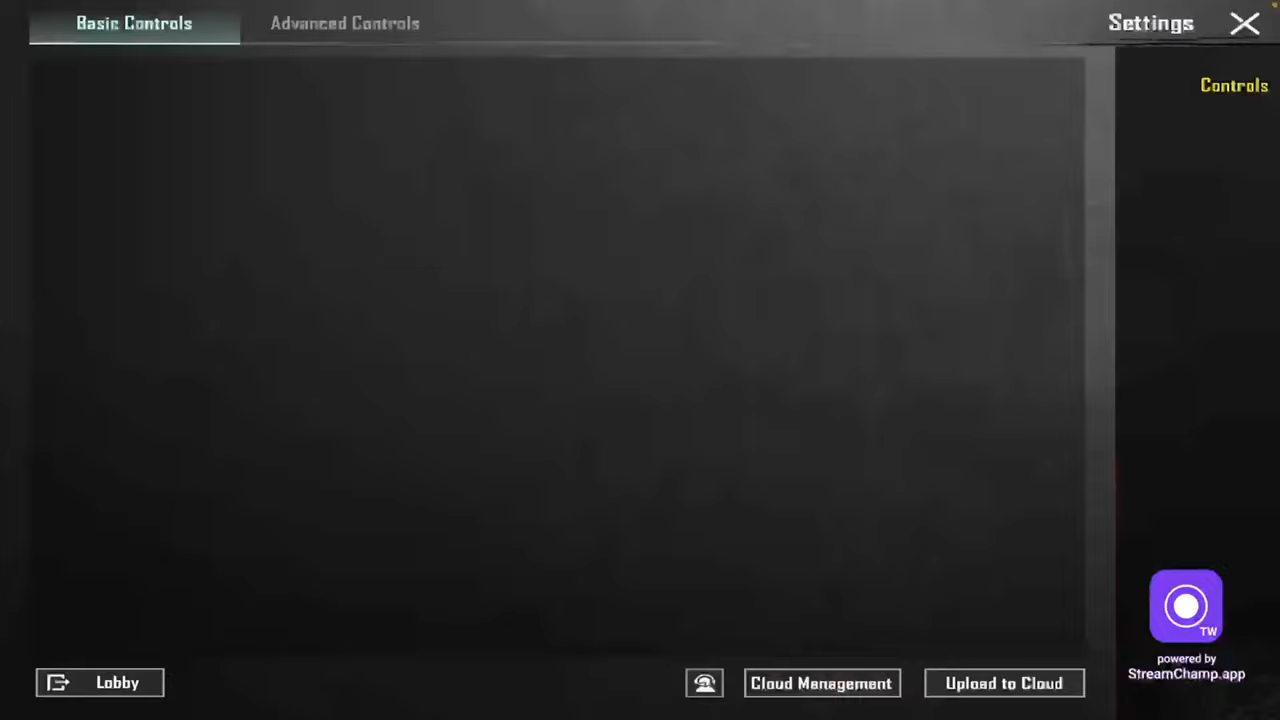 Basic Controls
Advanced Controls
Settings
Controls
TW
powered by
StreamChamp.app
Lobby
Cloud Management
Upload to Cloud